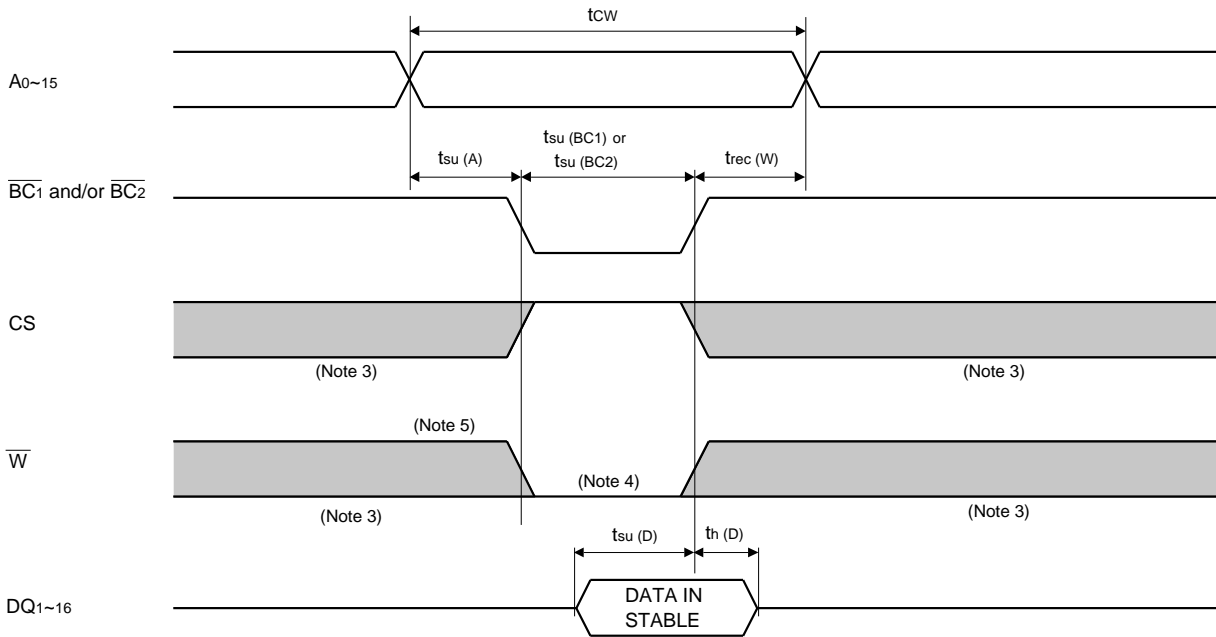 tCW
A0~15
tsu (BC1) or
tsu (A) tsu (BC2) trec (W)
BC1 and/or BC2
CS
(Note 3) (Note 3)
(Note 5)
W
(Note 4)
(Note 3) (Note 3)
tsu (D) th (D)
DQ1~16
DATA IN
STABLE